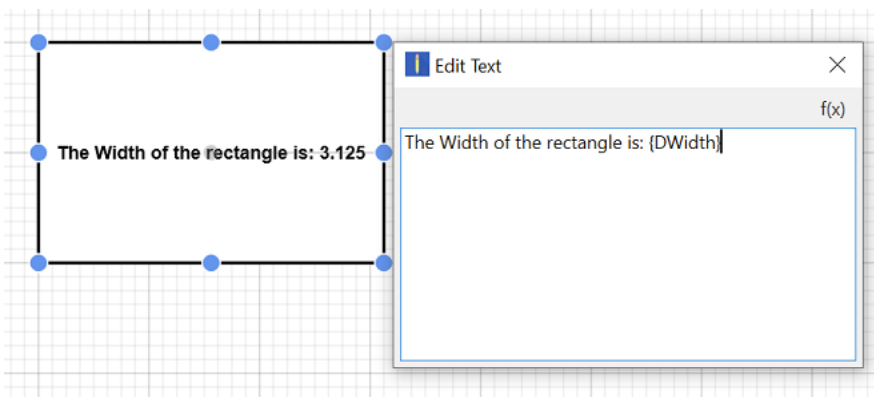 The Width of the rectangle is: 3.125
Edit Text
f(x)
The Width of the rectangle is: {DWidth}